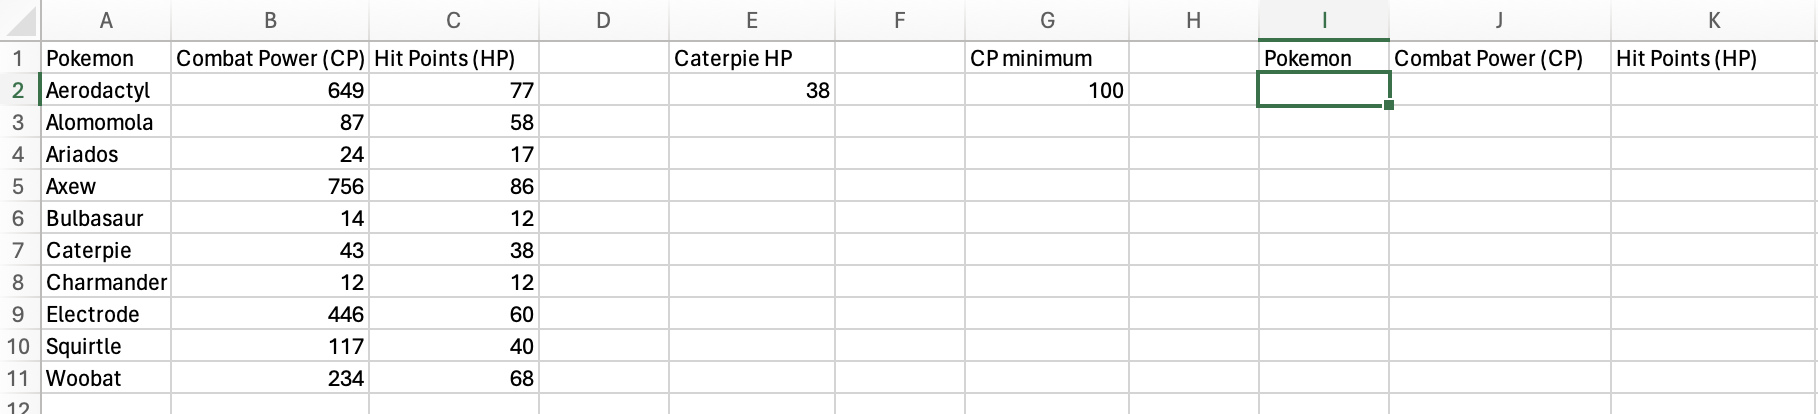 A B C D E F G H I J K
1 Pokemon Combat Power (CP) Hit Points (HP) Caterpie HP CP minimum Pokemon Combat Power (CP) Hit Points (HP)
2 Aerodactyl 649 77 38 100
3 Alomomola 87 58
4 Ariados 24 17
5 Axew 756 86
6 Bulbasaur 14 12
7 Caterpie 43 38
8 Charmander 12 12
9 Electrode 446 60
10 Squirtle 117 40
11 Woobat 234 68
12